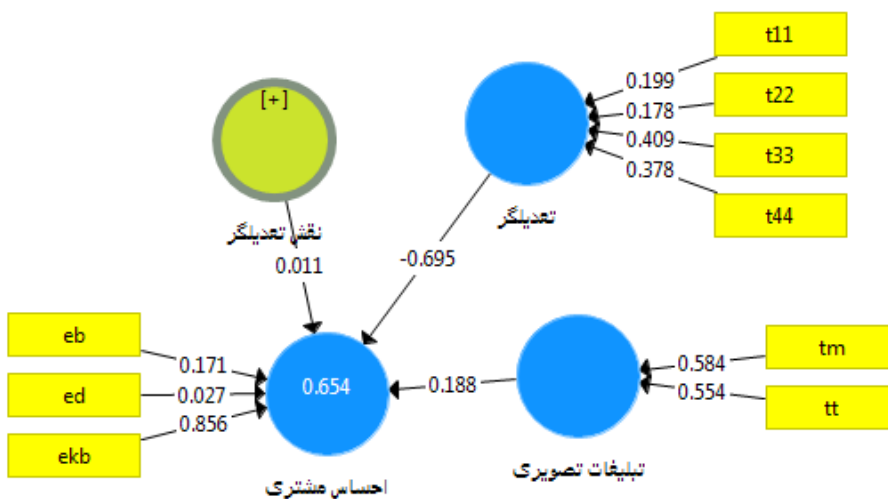 t11
[+]
0.199
t22
0.178
0.409
t33
0.378
t44
تعدیلگر
نقش تعدیلگر
0.011
-0.695
eb
0.171
0.654
ed
0.027
0.856
ekb
0.188
0.584
tm
0.554
tt
تبلیغات تصویری
احساس مشتری